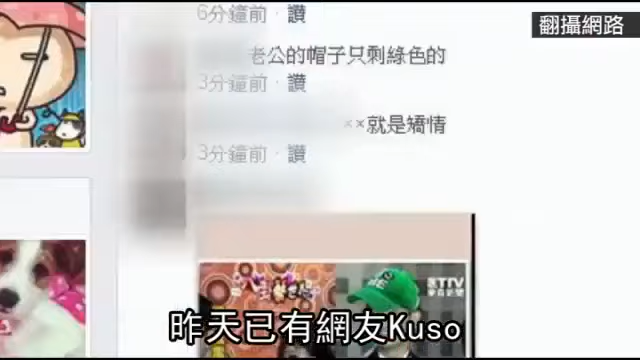 翻攝網路
6分鐘前．讚
老公的帽子只剩綠色的
3分鐘前．讚
××就是矯情
3分鐘前．讚
TTV
昨天已有網友Kuso